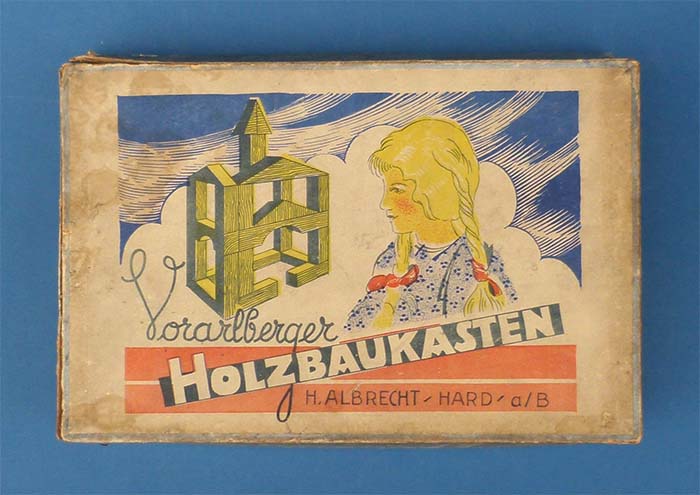 Vorarlberger
HOLZBAUKASTEN
H. ALBRECHT - HARD - a/B